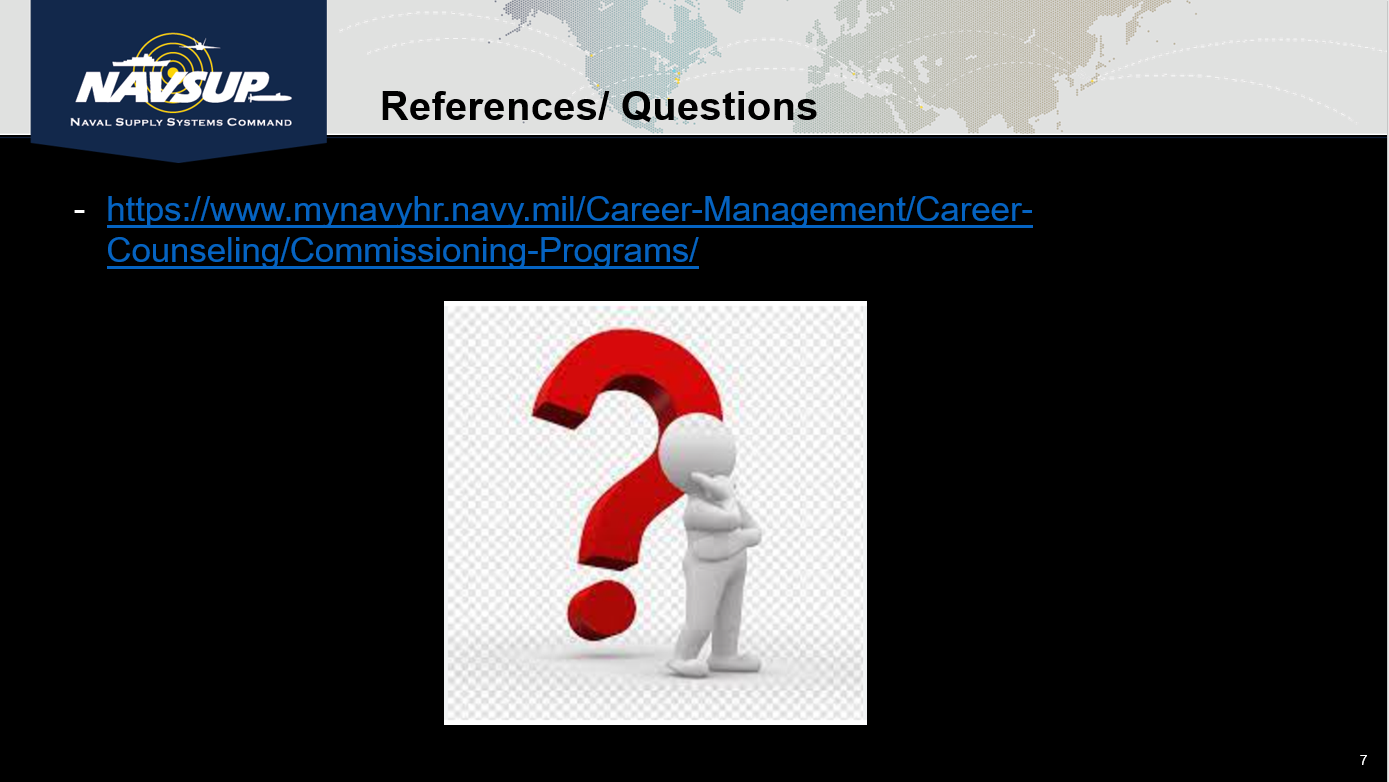 NAVSUP
NAVAL SUPPLY SYSTEMS COMMAND
References/ Questions
- https://www.mynavyhr.navy.mil/Career-Management/Career-
Counseling/Commissioning-Programs/
?
7